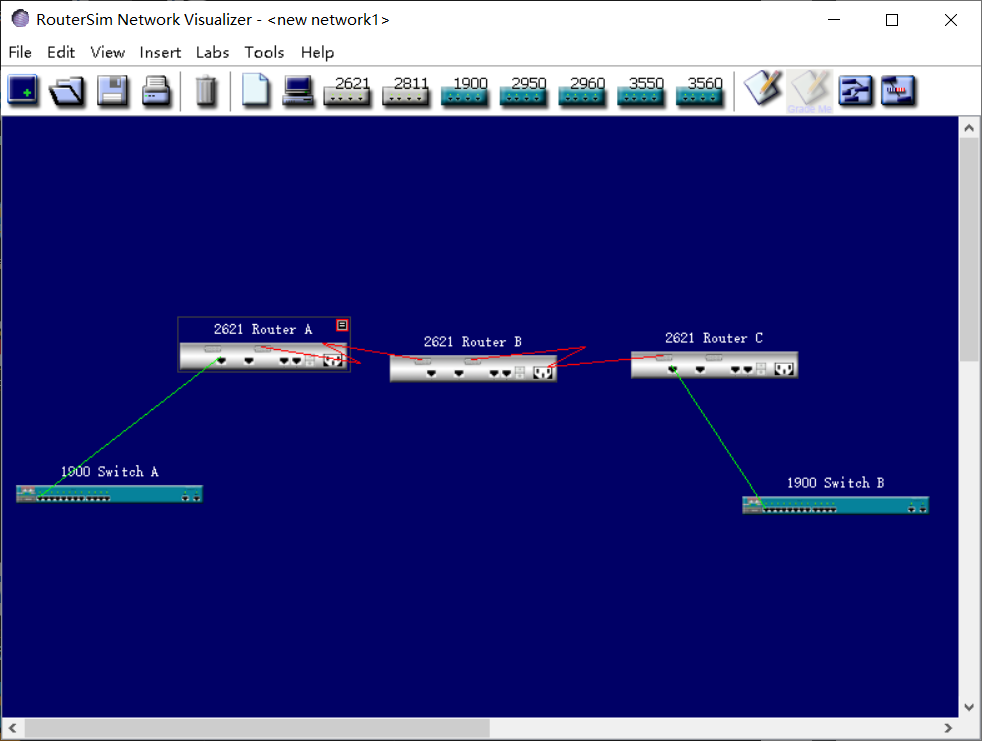 RouterSim Network Visualizer - <new network1>
File Edit View Insert Labs Tools Help
2621 2811 1900 2950 2960 3550 3560
Grade Me
2621 Router A
2621 Router B
2621 Router C
1900 Switch A
1900 Switch B